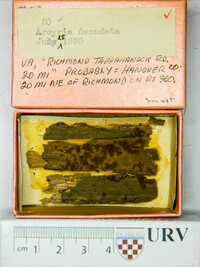 50
Arcyria denudata
July 1920
VA, "RICHMOND TAPPAHANOCK RD,
20 MI" PROBABLY = HANOVER CO.
20 MI NE OF RICHMOND ON RT. 360.
cm 1 2 3 4
URV